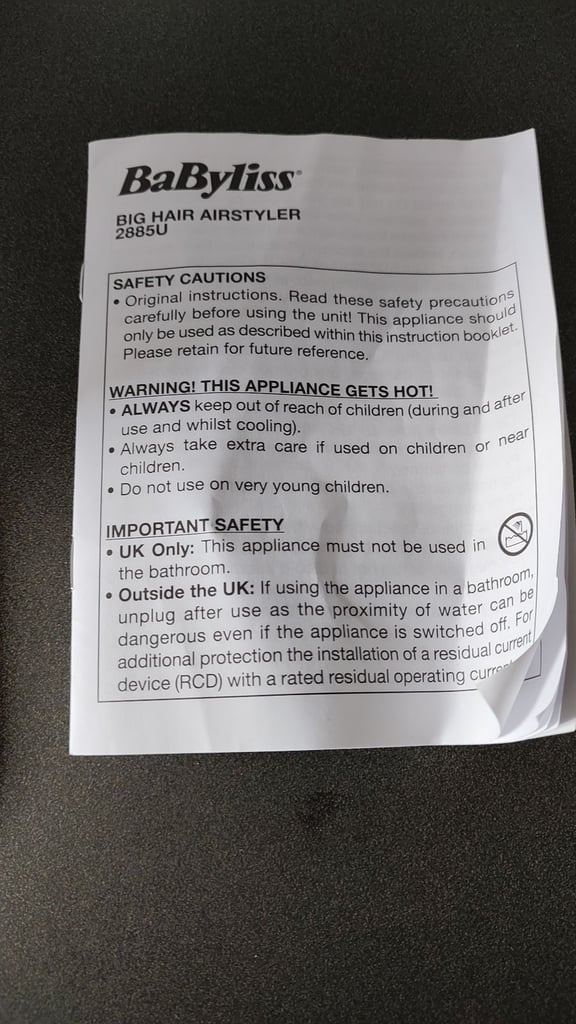 BaByliss®
BIG HAIR AIRSTYLER
2885U
SAFETY CAUTIONS
• Original instructions. Read these safety precautions
carefully before using the unit! This appliance should
only be used as described within this instruction booklet.
Please retain for future reference.
WARNING! THIS APPLIANCE GETS HOT!
• ALWAYS keep out of reach of children (during and after
use and whilst cooling).
• Always take extra care if used on children or near
children.
• Do not use on very young children.
IMPORTANT SAFETY
• UK Only: This appliance must not be used in
the bathroom.
• Outside the UK: If using the appliance in a bathroom,
unplug after use as the proximity of water can be
dangerous even if the appliance is switched off. For
additional protection the installation of a residual current
device (RCD) with a rated residual operating